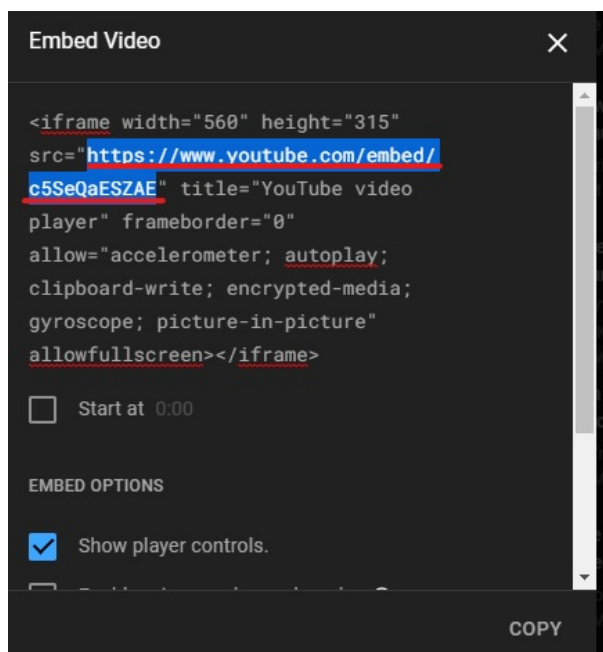 Embed Video
<iframe width="560" height="315"
src="https://www.youtube.com/embed/
c5SeQaESZAE" title="YouTube video
player" frameborder="0"
allow="accelerometer; autoplay;
clipboard-write; encrypted-media;
gyroscope; picture-in-picture"
allowfullscreen></iframe>
Start at 0:00
EMBED OPTIONS
Show player controls.
COPY